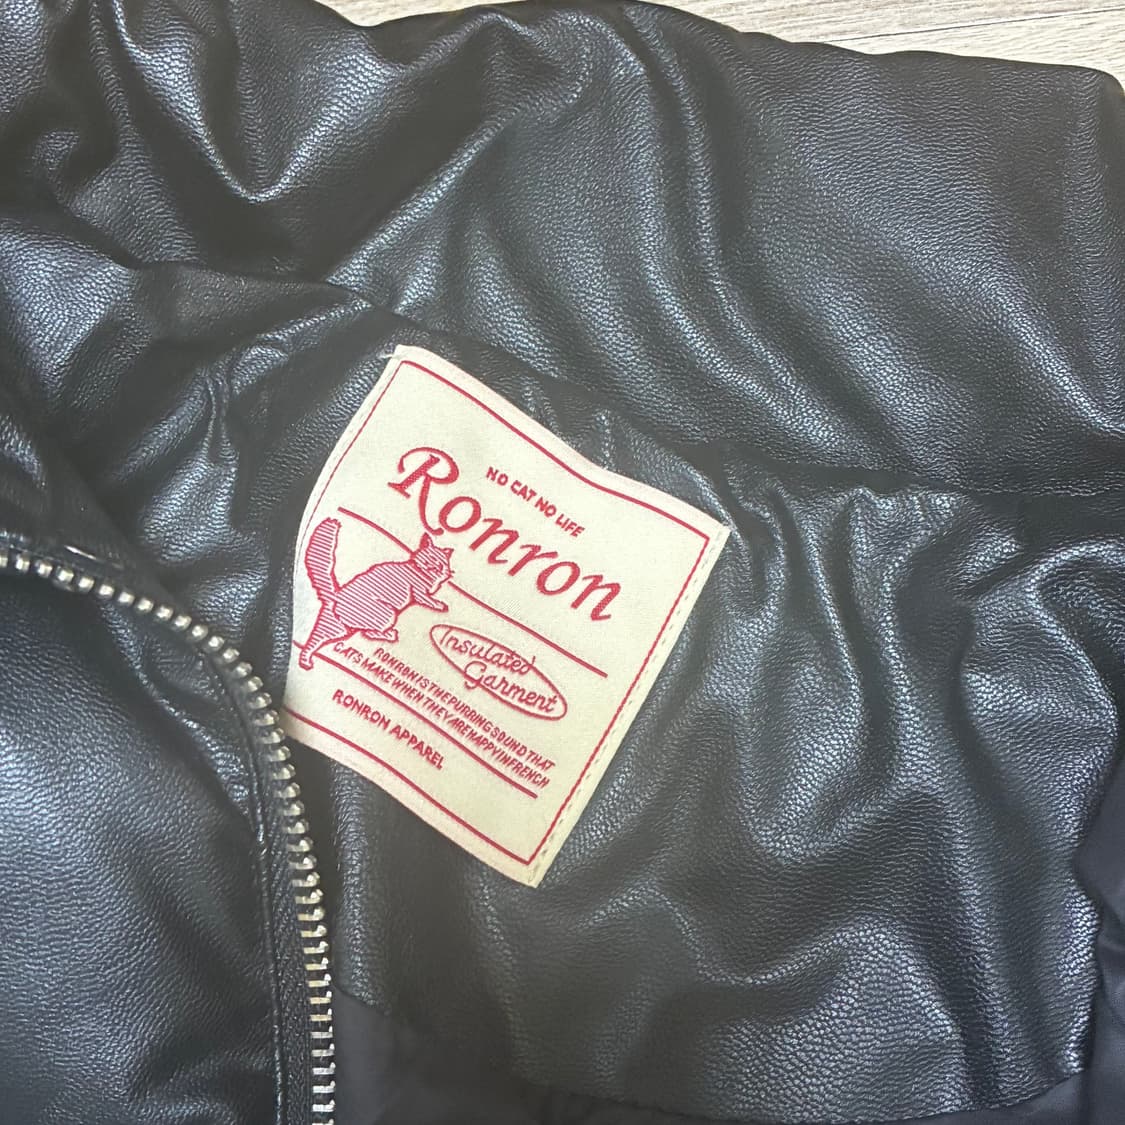 NO CAT NO LIFE
Ronron
Insulated
Garment
RONRON IS THE PURRING SOUND THAT
CATS MAKE WHEN THEY ARE HAPPY IN FRENCH
RONRON APPAREL